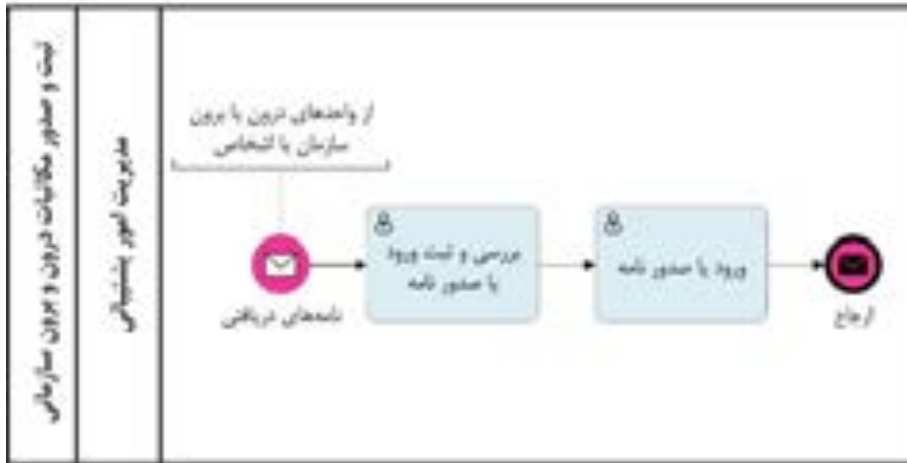 ثبت و صدور مکاتبات درون و برون سازمانی
مدیریت امور پشتیبانی
از واحدهای درون یا برون
سازمان یا اشخاص
نامه‌های دریافتی
بررسی و ثبت ورود
یا صدور نامه
ورود یا صدور نامه
ارجاع